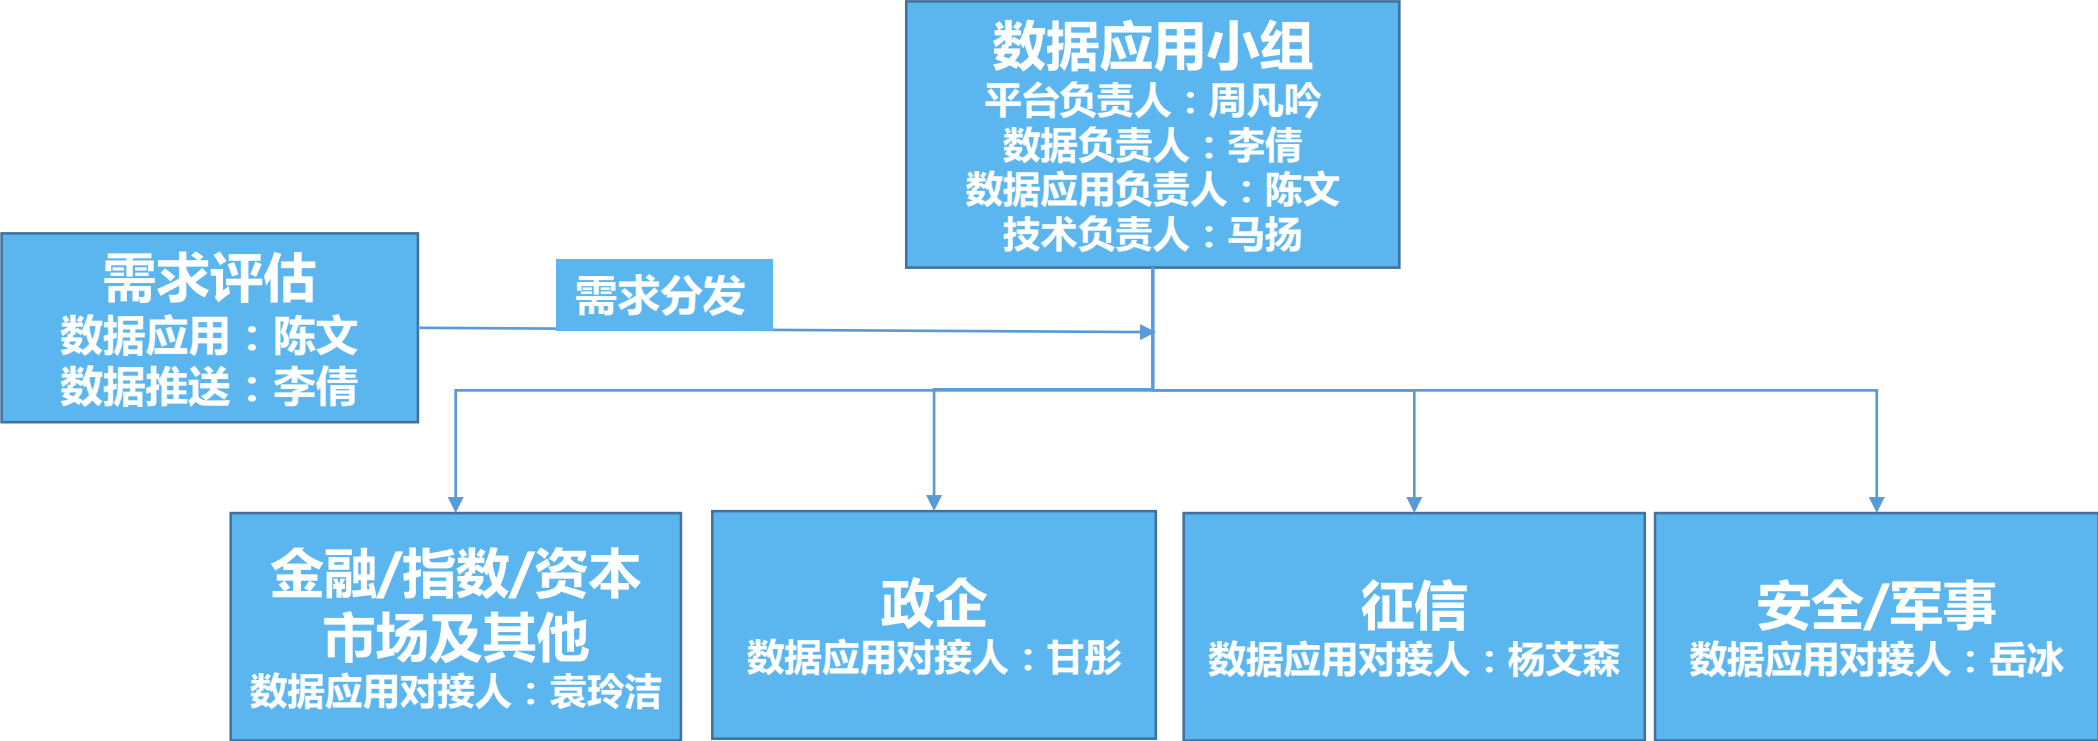 数据应用小组
平台负责人：周凡吟
数据负责人：李倩
数据应用负责人：陈文
技术负责人：马扬
需求评估
数据应用：陈文
数据推送：李倩
需求分发
金融/指数/资本
市场及其他
数据应用对接人：袁玲洁
政企
数据应用对接人：甘彤
征信
数据应用对接人：杨艾森
安全/军事
数据应用对接人：岳冰